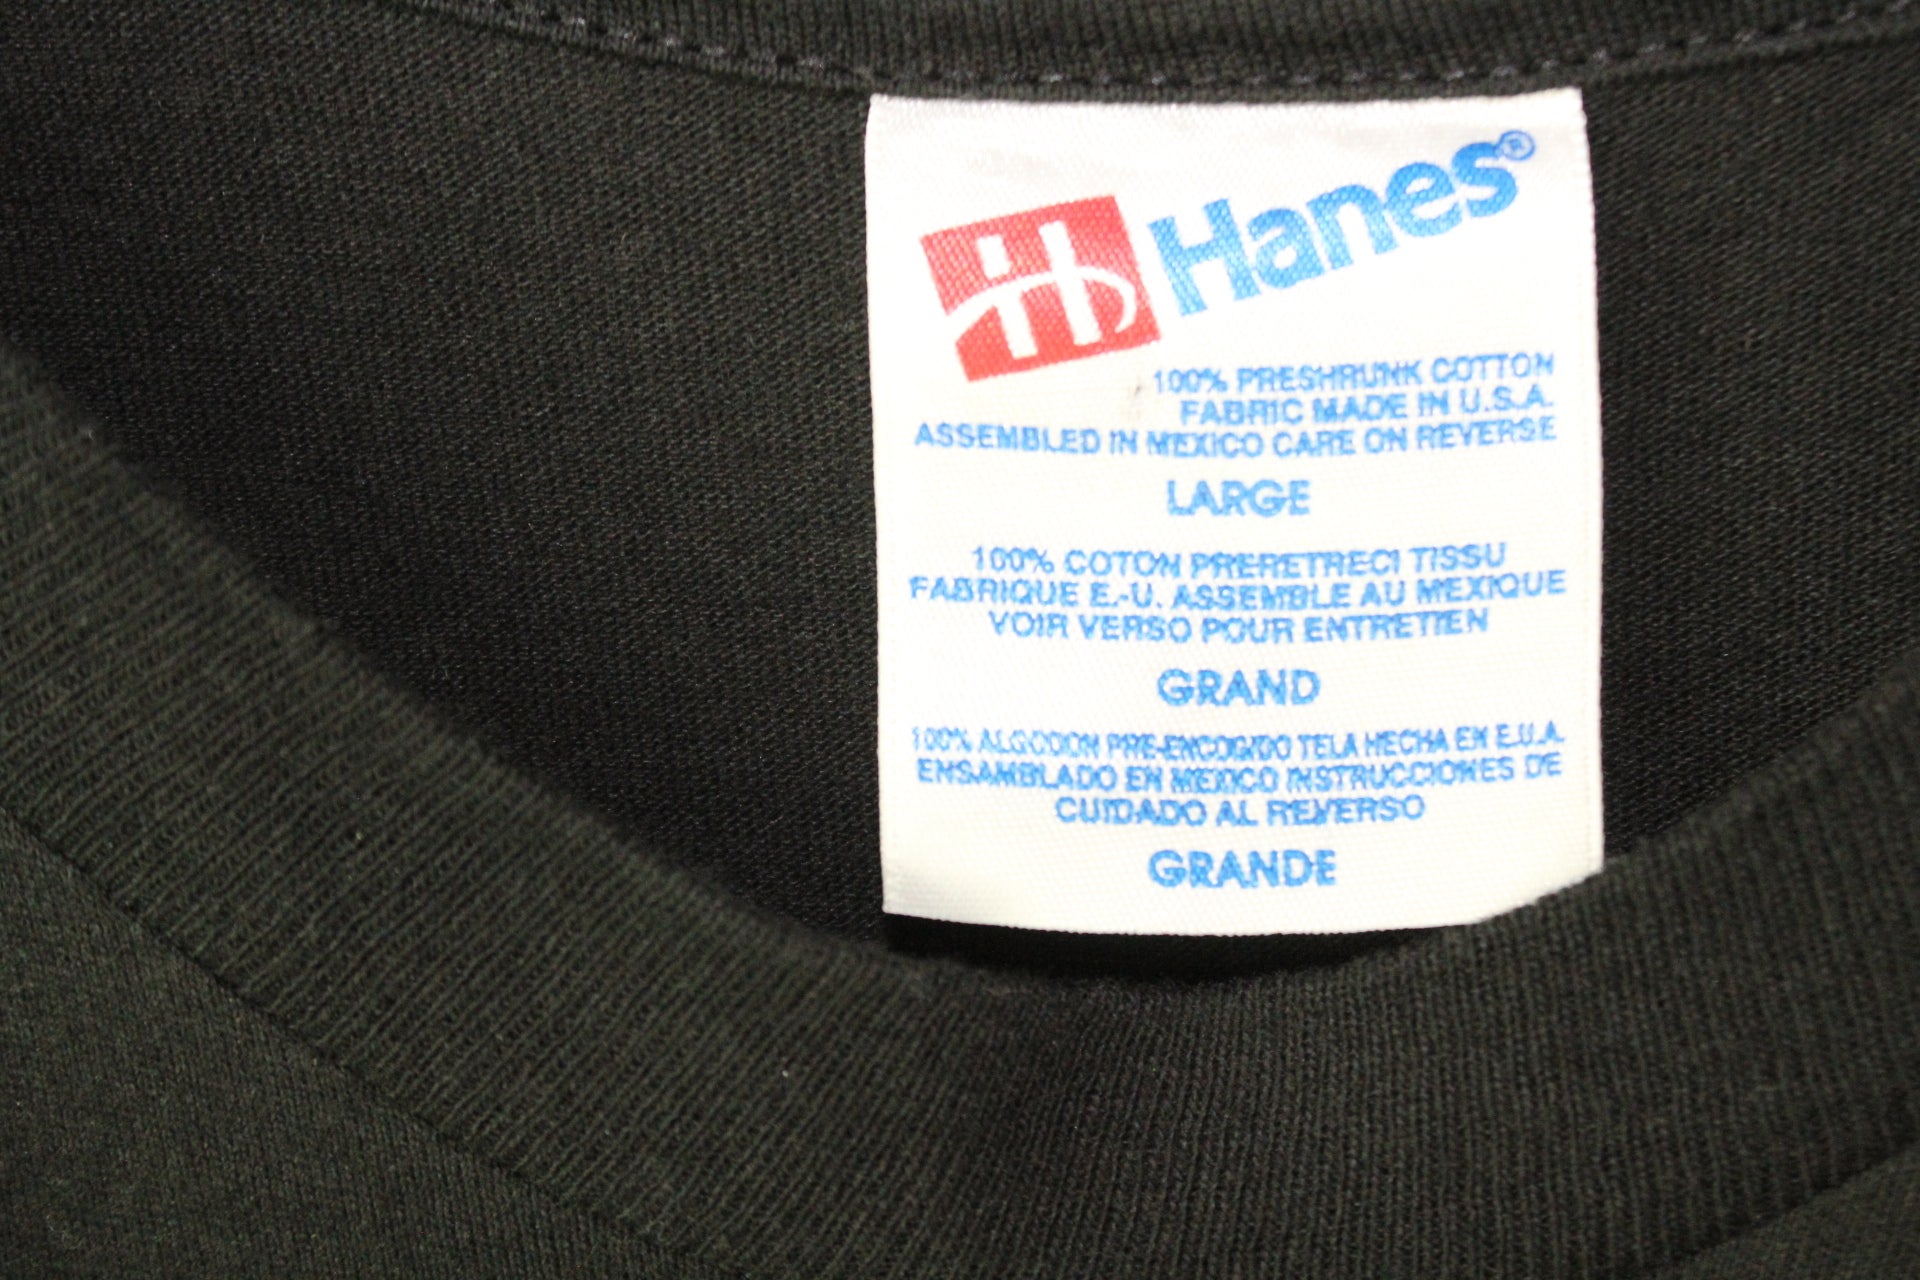 Hanes®
100% PRESHRUNK COTTON
FABRIC MADE IN U.S.A.
ASSEMBLED IN MEXICO CARE ON REVERSE
LARGE
100% COTON PRERETRECI TISSU
FABRIQUE E.-U. ASSEMBLE AU MEXIQUE
VOIR VERSO POUR ENTRETIEN
GRAND
100% ALGODON PRE-ENCOGIDO TELA HECHA EN E.U.A.
ENSAMBLADO EN MEXICO INSTRUCCIONES DE
CUIDADO AL REVERSO
GRANDE